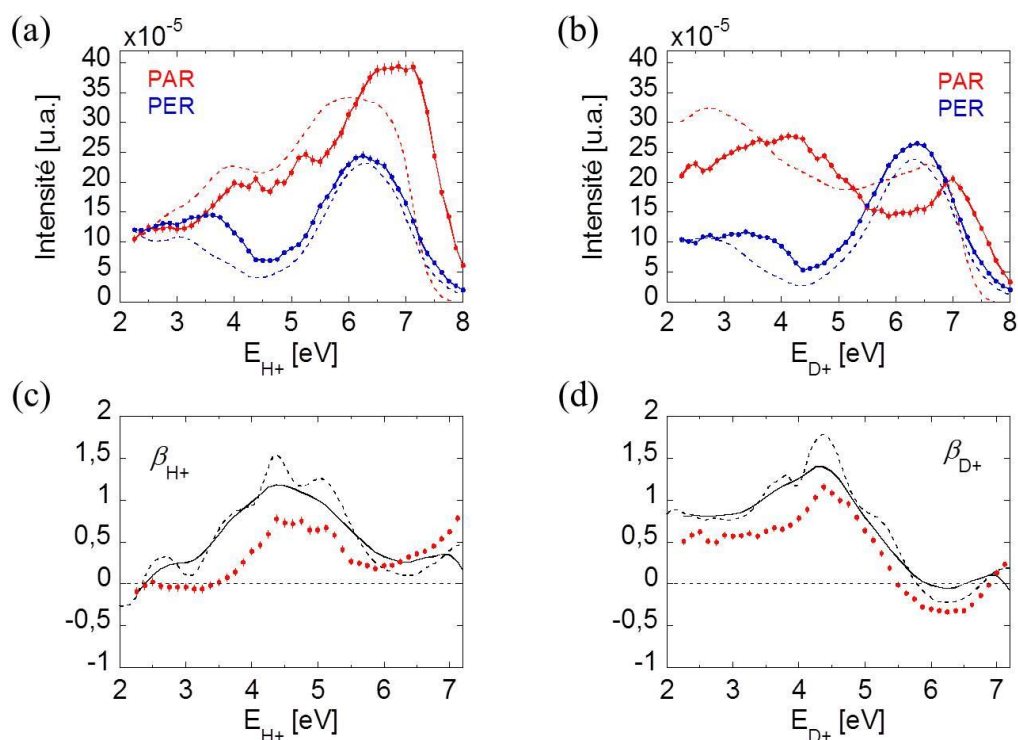 (a)
x10⁻⁵
40
35
30
25
20
15
10
5
0
Intensité [u.a.]
PAR
PER
2 3 4 5 6 7 8
E_H+ [eV]
(b)
x10⁻⁵
40
35
30
25
20
15
10
5
0
Intensité [u.a.]
PAR
PER
2 3 4 5 6 7 8
E_D+ [eV]
(c)
2
1,5
1
0,5
0
-0,5
-1
β_H+
2 3 4 5 6 7
E_H+ [eV]
(d)
2
1,5
1
0,5
0
-0,5
-1
β_D+
2 3 4 5 6 7
E_D+ [eV]